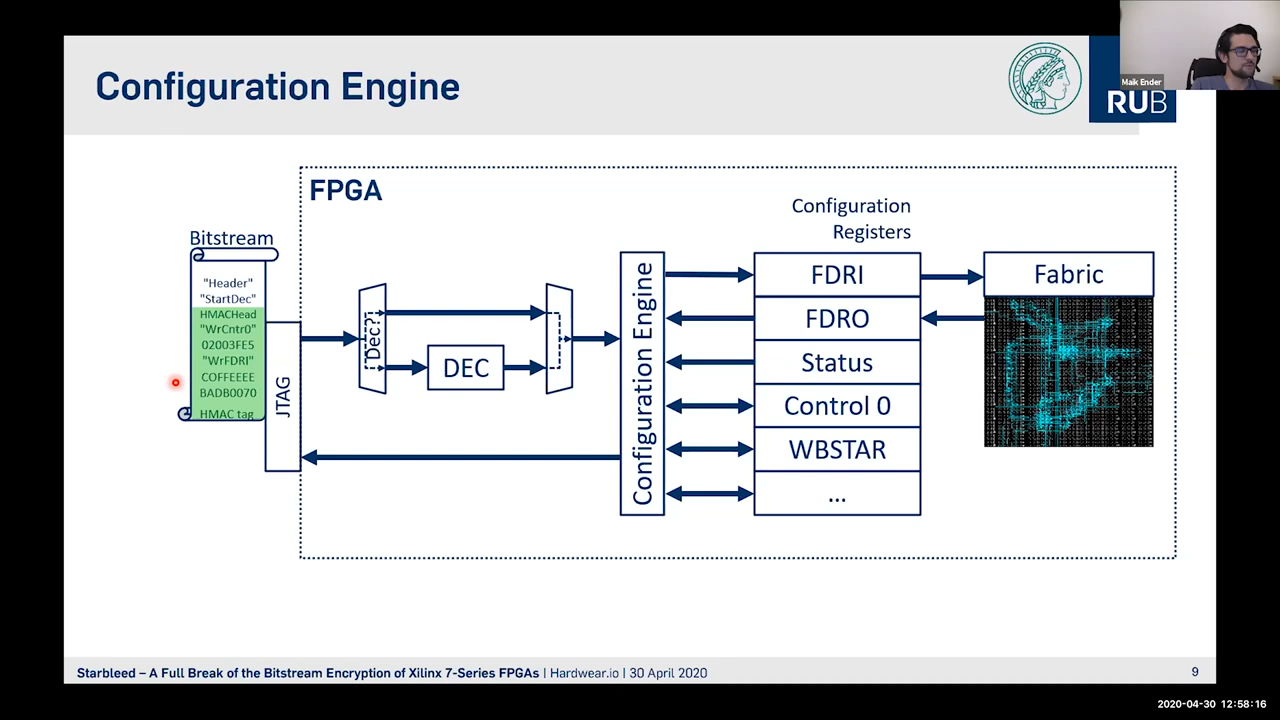 Configuration Engine
Maik Ender
RUB
FPGA
Configuration
Registers
Bitstream
"Header"
"StartDec"
HMACHead
"WrCntr0"
02003FE5
"WrFDRI"
COFFEEEE
BADB0070
HMAC tag
JTAG
Dec?
DEC
Configuration Engine
FDRI
FDRO
Status
Control 0
WBSTAR
...
Fabric
Starbleed – A Full Break of the Bitstream Encryption of Xilinx 7-Series FPGAs | Hardwear.io | 30 April 2020
9
2020-04-30 12:58:16